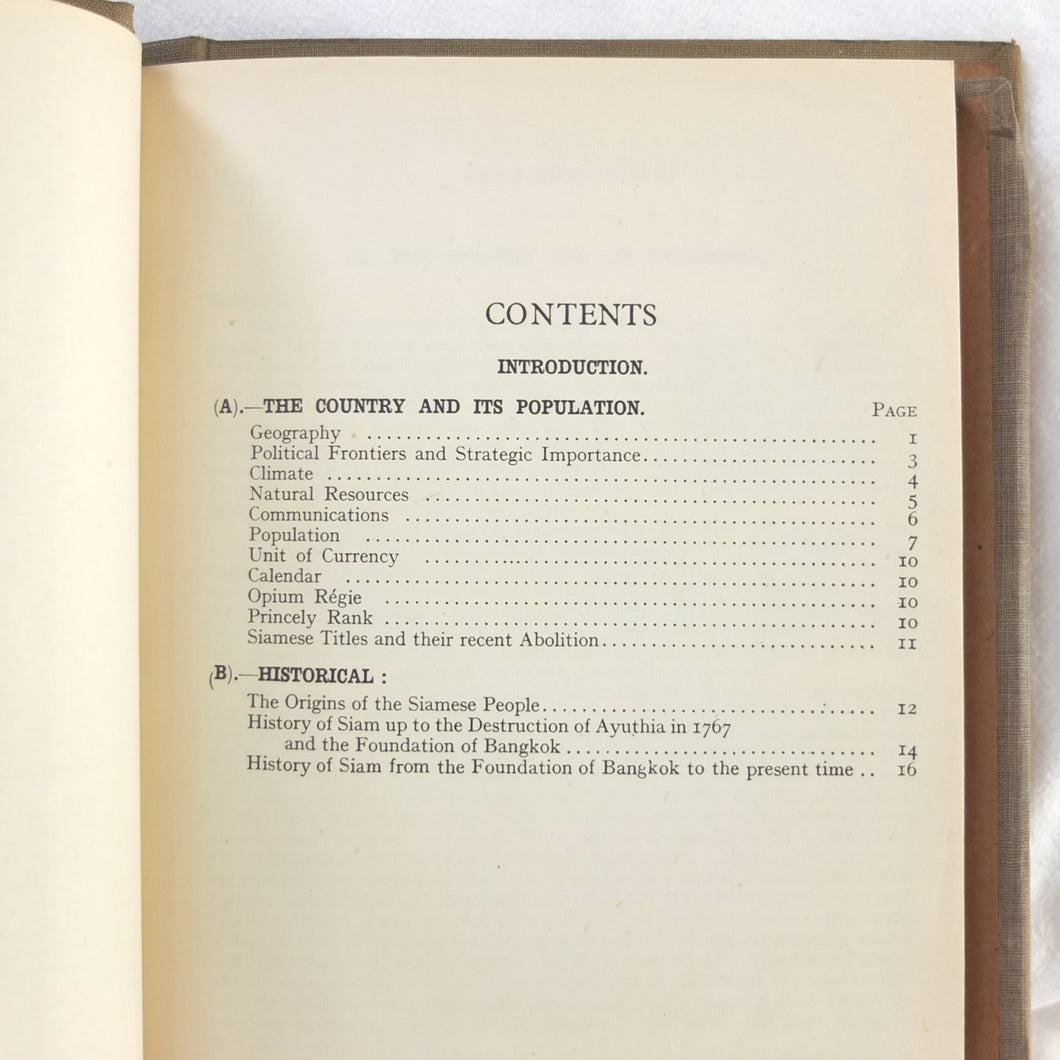 CONTENTS
INTRODUCTION.
(A).—THE COUNTRY AND ITS POPULATION. PAGE
Geography ........................................ 1
Political Frontiers and Strategic Importance........................ 3
Climate ........................................ 4
Natural Resources ........................................ 5
Communications ........................................ 6
Population ........................................ 7
Unit of Currency ........................................ 10
Calendar ........................................ 10
Opium Régie ........................................ 10
Princely Rank ........................................ 10
Siamese Titles and their recent Abolition............................ 11
(B).—HISTORICAL :
The Origins of the Siamese People.................................. 12
History of Siam up to the Destruction of Ayuthia in 1767
and the Foundation of Bangkok ................................ 14
History of Siam from the Foundation of Bangkok to the present time .. 16